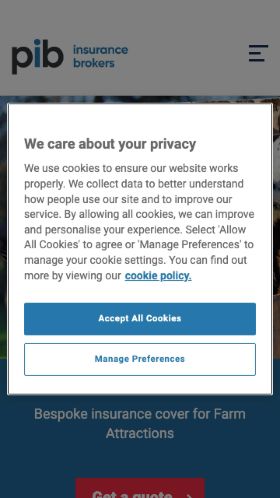 pib insurance
brokers
We care about your privacy
We use cookies to ensure our website works
properly. We collect data to better understand
how people use our site and to improve our
service. By allowing all cookies, we can improve
and personalise your experience. Select 'Allow
All Cookies' to agree or 'Manage Preferences' to
manage your cookie settings. You can find out
more by viewing our cookie policy.
Accept All Cookies
Manage Preferences
Bespoke insurance cover for Farm
Attractions
Get a quote